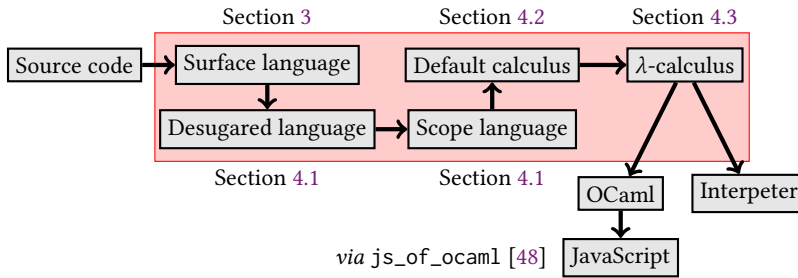 Section 3 Section 4.2 Section 4.3
Source code Surface language Default calculus λ-calculus
Desugared language Scope language
Section 4.1 Section 4.1
OCaml Interpeter
via js_of_ocaml [48] JavaScript